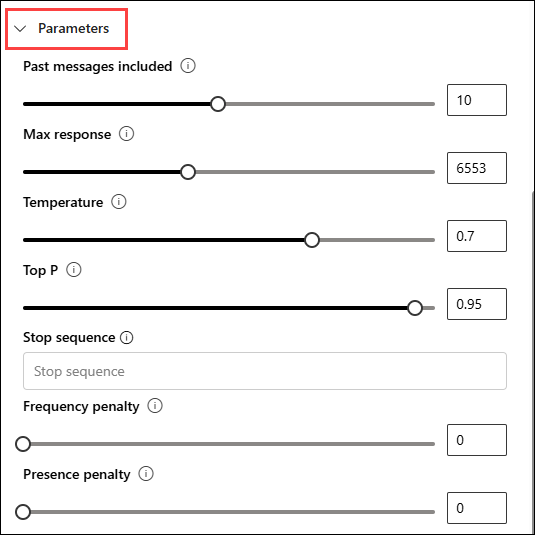 Parameters
Past messages included
10
Max response
6553
Temperature
0.7
Top P
0.95
Stop sequence
Stop sequence
Frequency penalty
0
Presence penalty
0